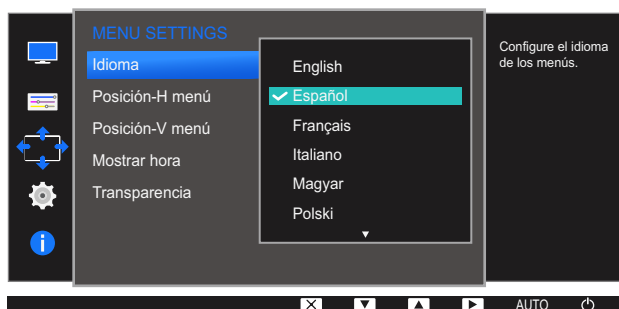 MENU SETTINGS
Idioma
Posición-H menú
Posición-V menú
Mostrar hora
Transparencia
English
Español
Français
Italiano
Magyar
Polski
Configure el idioma
de los menús.
AUTO